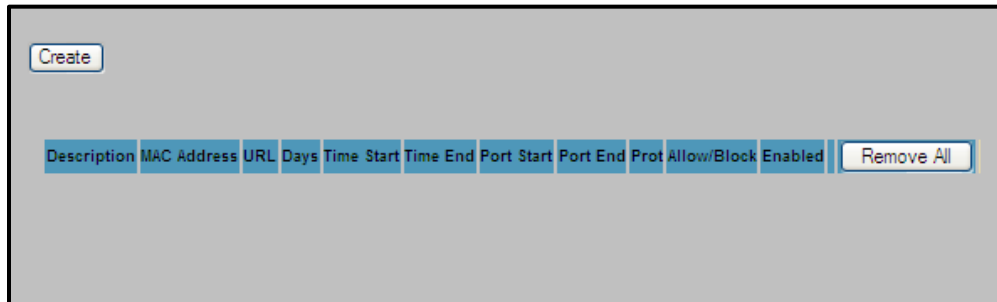 Create
Description MAC Address URL Days Time Start Time End Port Start Port End Prot Allow/Block Enabled Remove All